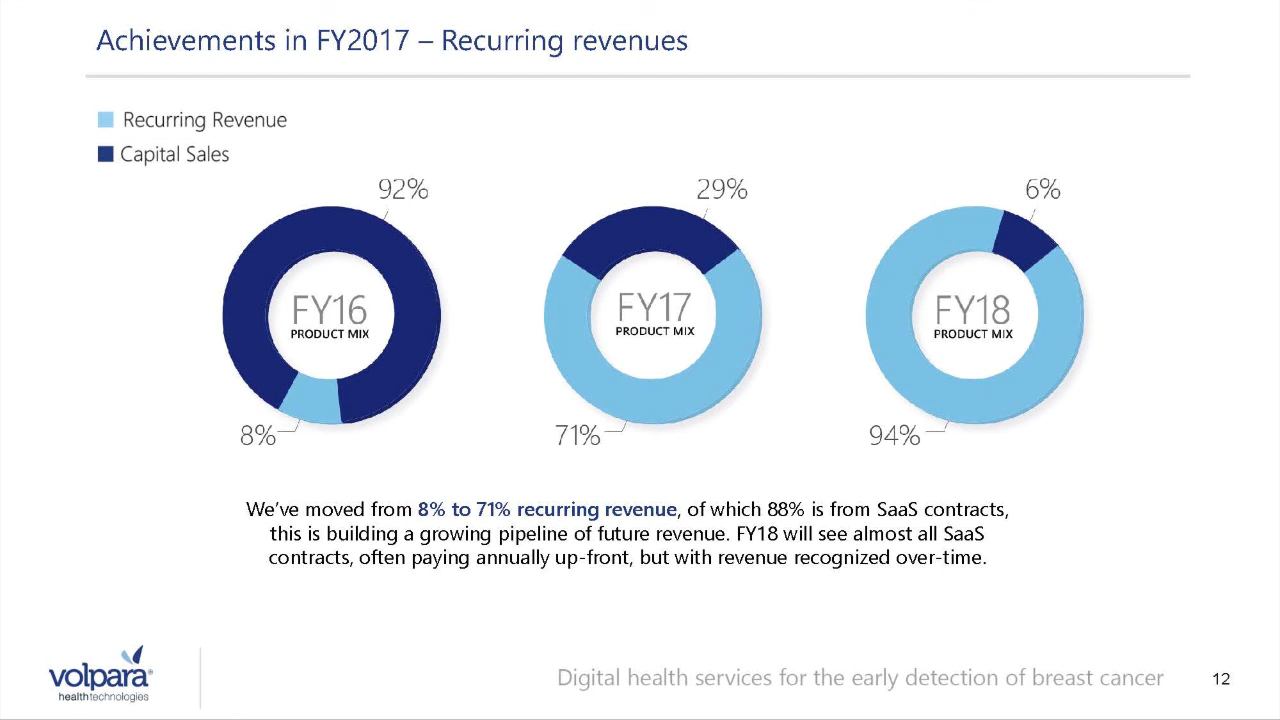 Achievements in FY2017 – Recurring revenues
Recurring Revenue
Capital Sales
92%
29%
6%
FY16
PRODUCT MIX
FY17
PRODUCT MIX
FY18
PRODUCT MIX
8%
71%
94%
We've moved from 8% to 71% recurring revenue, of which 88% is from SaaS contracts,
this is building a growing pipeline of future revenue. FY18 will see almost all SaaS
contracts, often paying annually up-front, but with revenue recognized over-time.
volpara®
healthtechnologies
Digital health services for the early detection of breast cancer
12